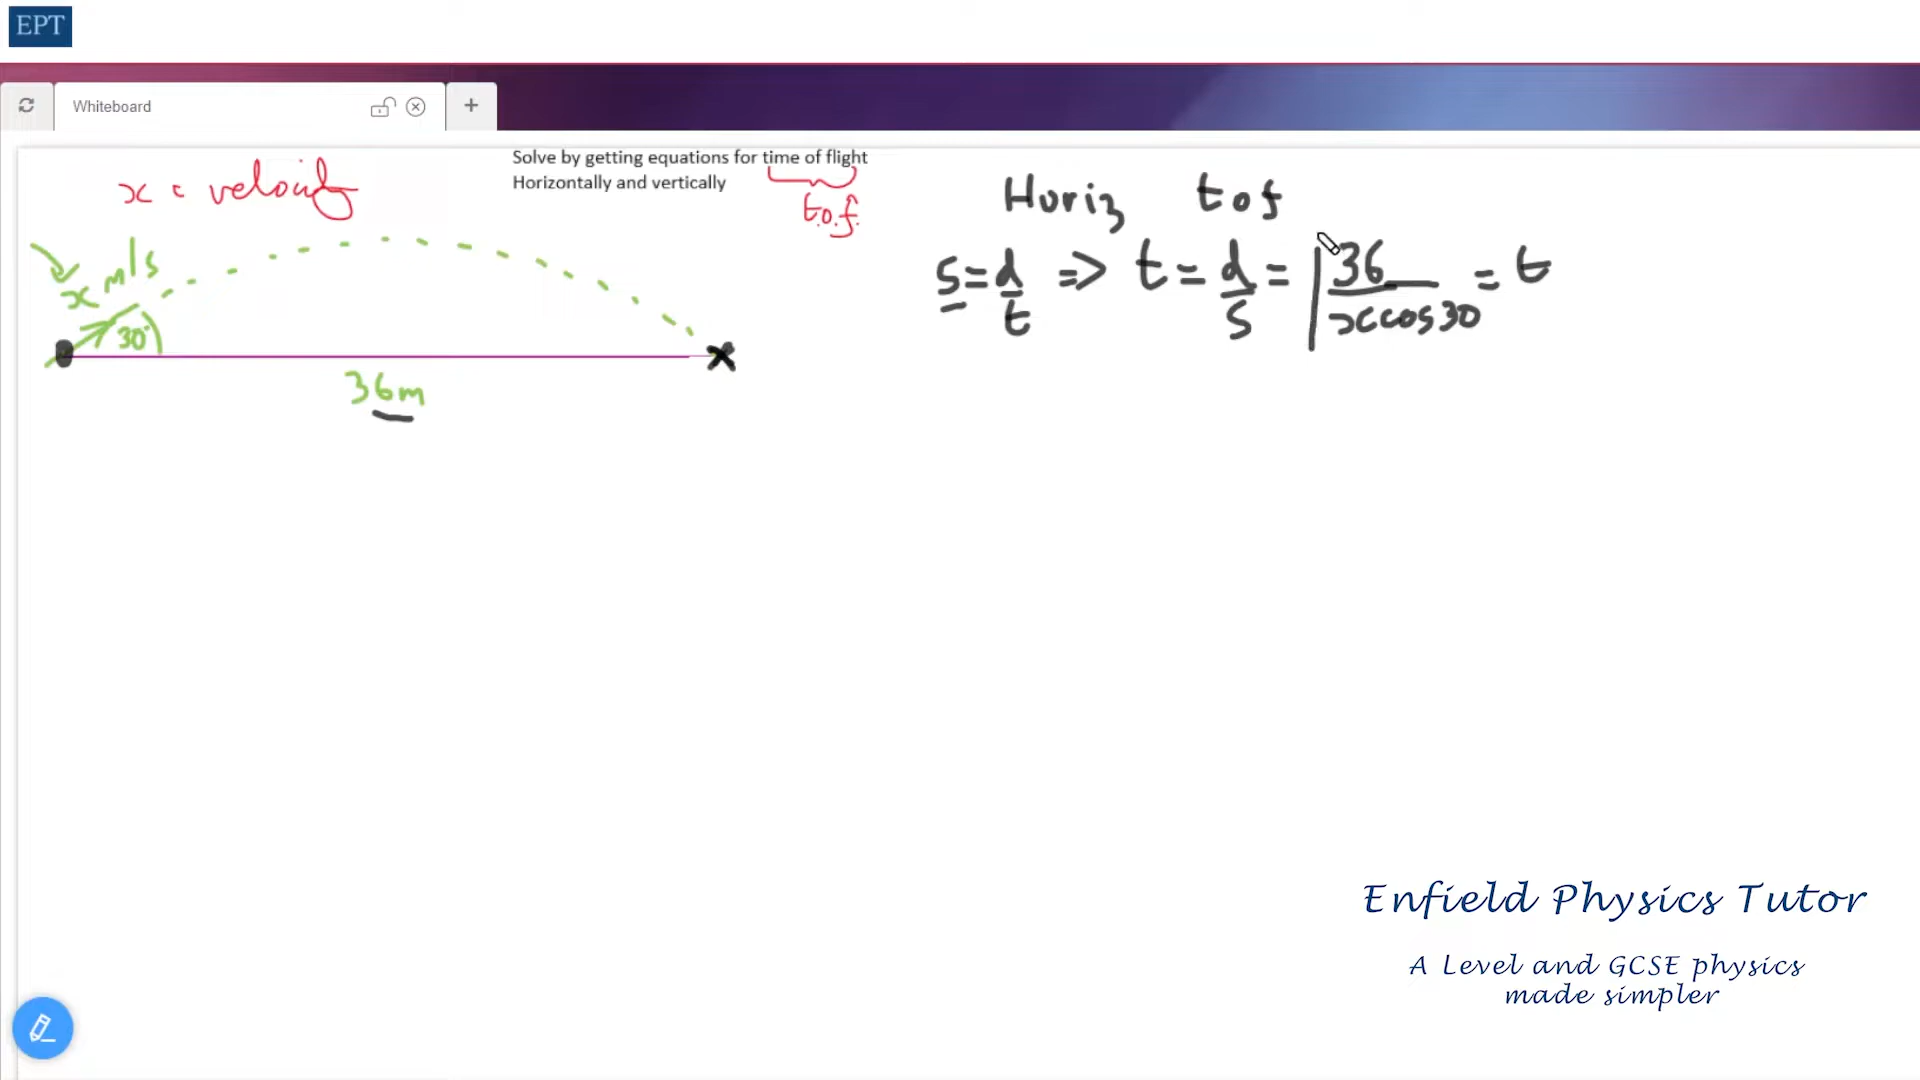 EPT
Whiteboard
+
Solve by getting equations for time of flight
Horizontally and vertically
t.o.f.
x = velocity
x m/s
30°
36m
Horiz tof
s = d/t => t = d/s = 36/xcos30 = t
Enfield Physics Tutor
A Level and GCSE physics
made simpler